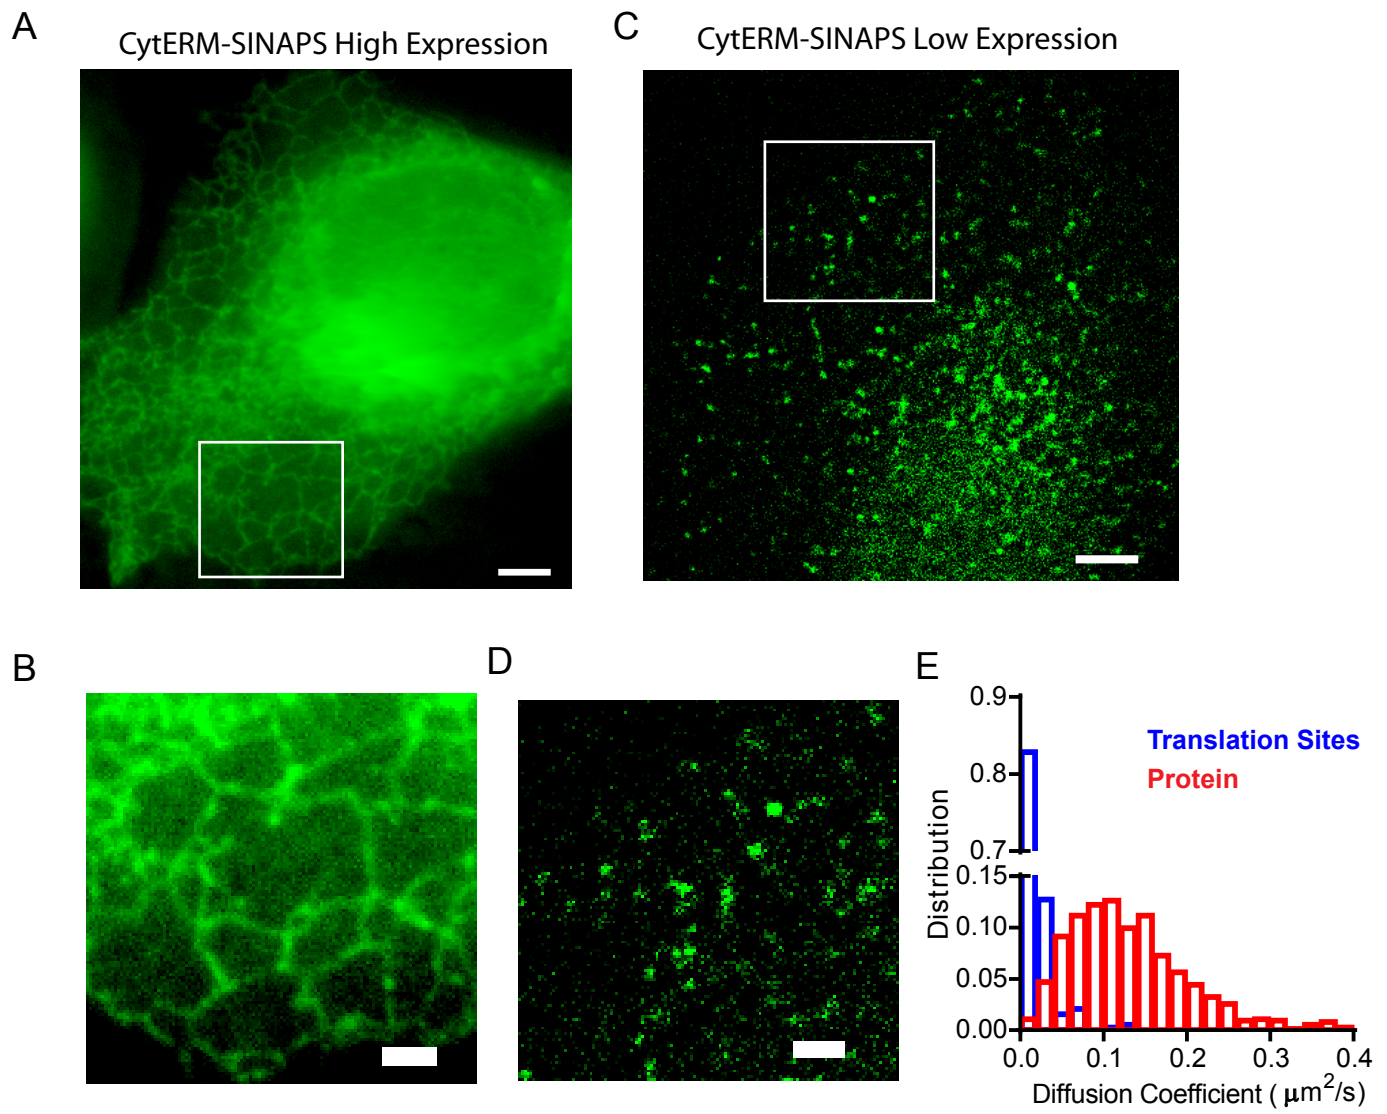 A
CytERM-SINAPS High Expression
C
CytERM-SINAPS Low Expression
B
D
E
0.9
0.8
0.7
0.15
0.10
0.05
0.00
Distribution
Translation Sites
Protein
0.0 0.1 0.2 0.3 0.4
Diffusion Coefficient ( μm²/s)